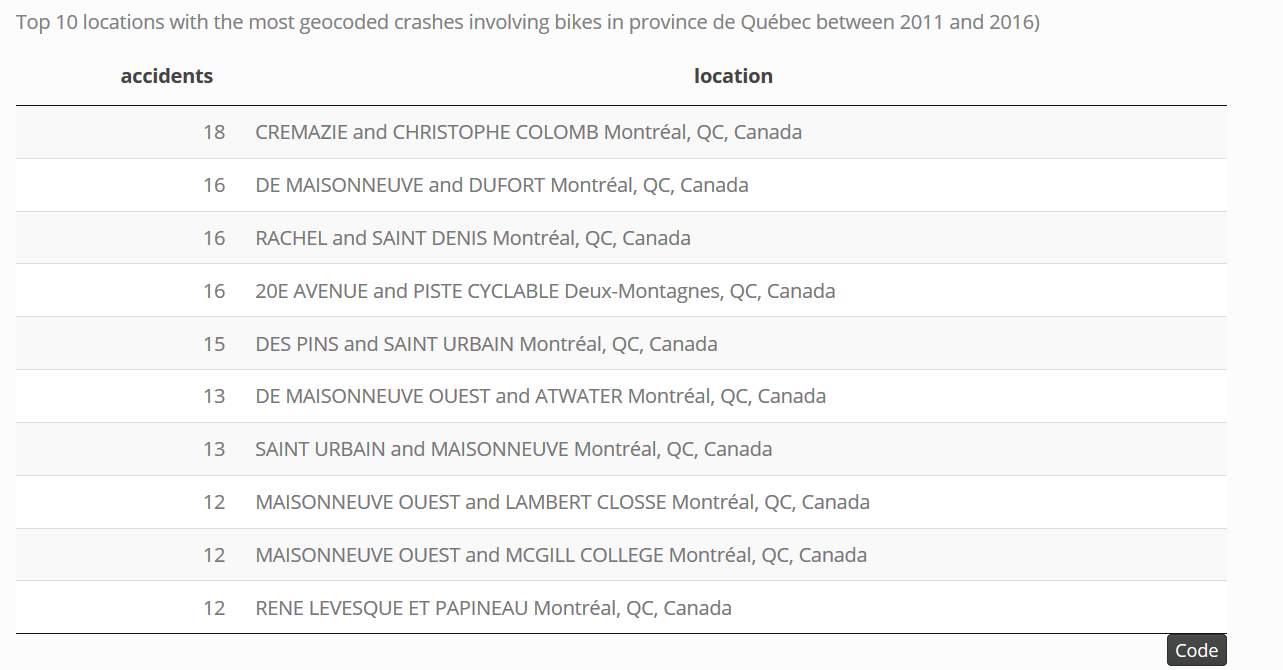 Top 10 locations with the most geocoded crashes involving bikes in province de Québec between 2011 and 2016)
accidents location
18 CREMAZIE and CHRISTOPHE COLOMB Montréal, QC, Canada
16 DE MAISONNEUVE and DUFORT Montréal, QC, Canada
16 RACHEL and SAINT DENIS Montréal, QC, Canada
16 20E AVENUE and PISTE CYCLABLE Deux-Montagnes, QC, Canada
15 DES PINS and SAINT URBAIN Montréal, QC, Canada
13 DE MAISONNEUVE OUEST and ATWATER Montréal, QC, Canada
13 SAINT URBAIN and MAISONNEUVE Montréal, QC, Canada
12 MAISONNEUVE OUEST and LAMBERT CLOSSE Montréal, QC, Canada
12 MAISONNEUVE OUEST and MCGILL COLLEGE Montréal, QC, Canada
12 RENE LEVESQUE ET PAPINEAU Montréal, QC, Canada
Code